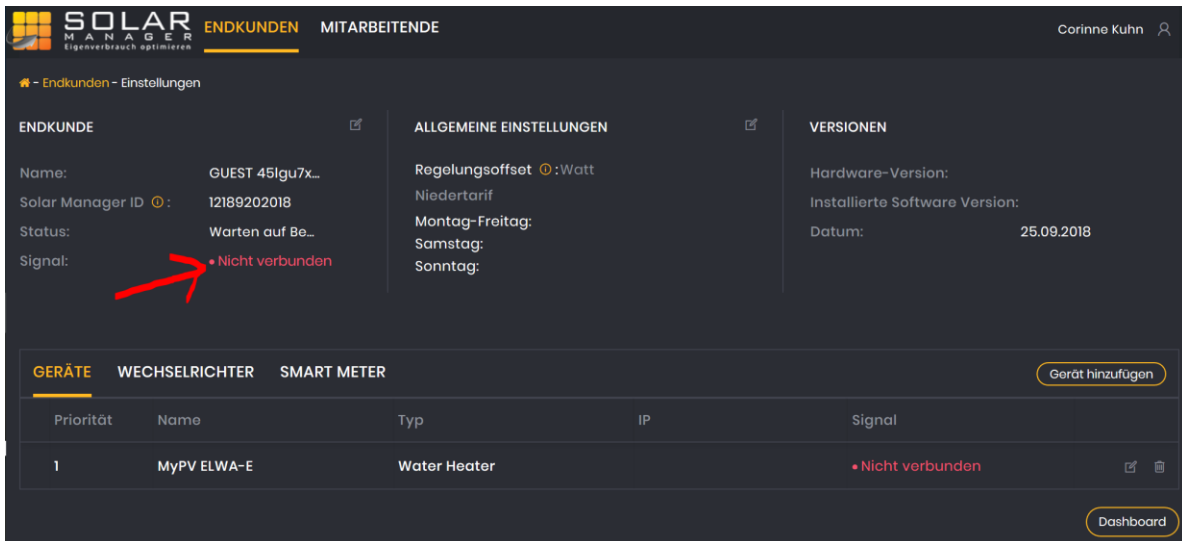 SOLAR
MANAGER
Eigenverbrauch optimieren
ENDKUNDEN MITARBEITENDE
Corinne Kuhn
- Endkunden - Einstellungen
ENDKUNDE
Name: GUEST 45lgu7x...
Solar Manager ID : 12189202018
Status: Warten auf Be...
Signal: • Nicht verbunden
ALLGEMEINE EINSTELLUNGEN
Regelungsoffset :Watt
Niedertarif
Montag-Freitag:
Samstag:
Sonntag:
VERSIONEN
Hardware-Version:
Installierte Software Version:
Datum: 25.09.2018
GERÄTE WECHSELRICHTER SMART METER
Gerät hinzufügen
Priorität Name Typ IP Signal
1 MyPV ELWA-E Water Heater • Nicht verbunden
Dashboard